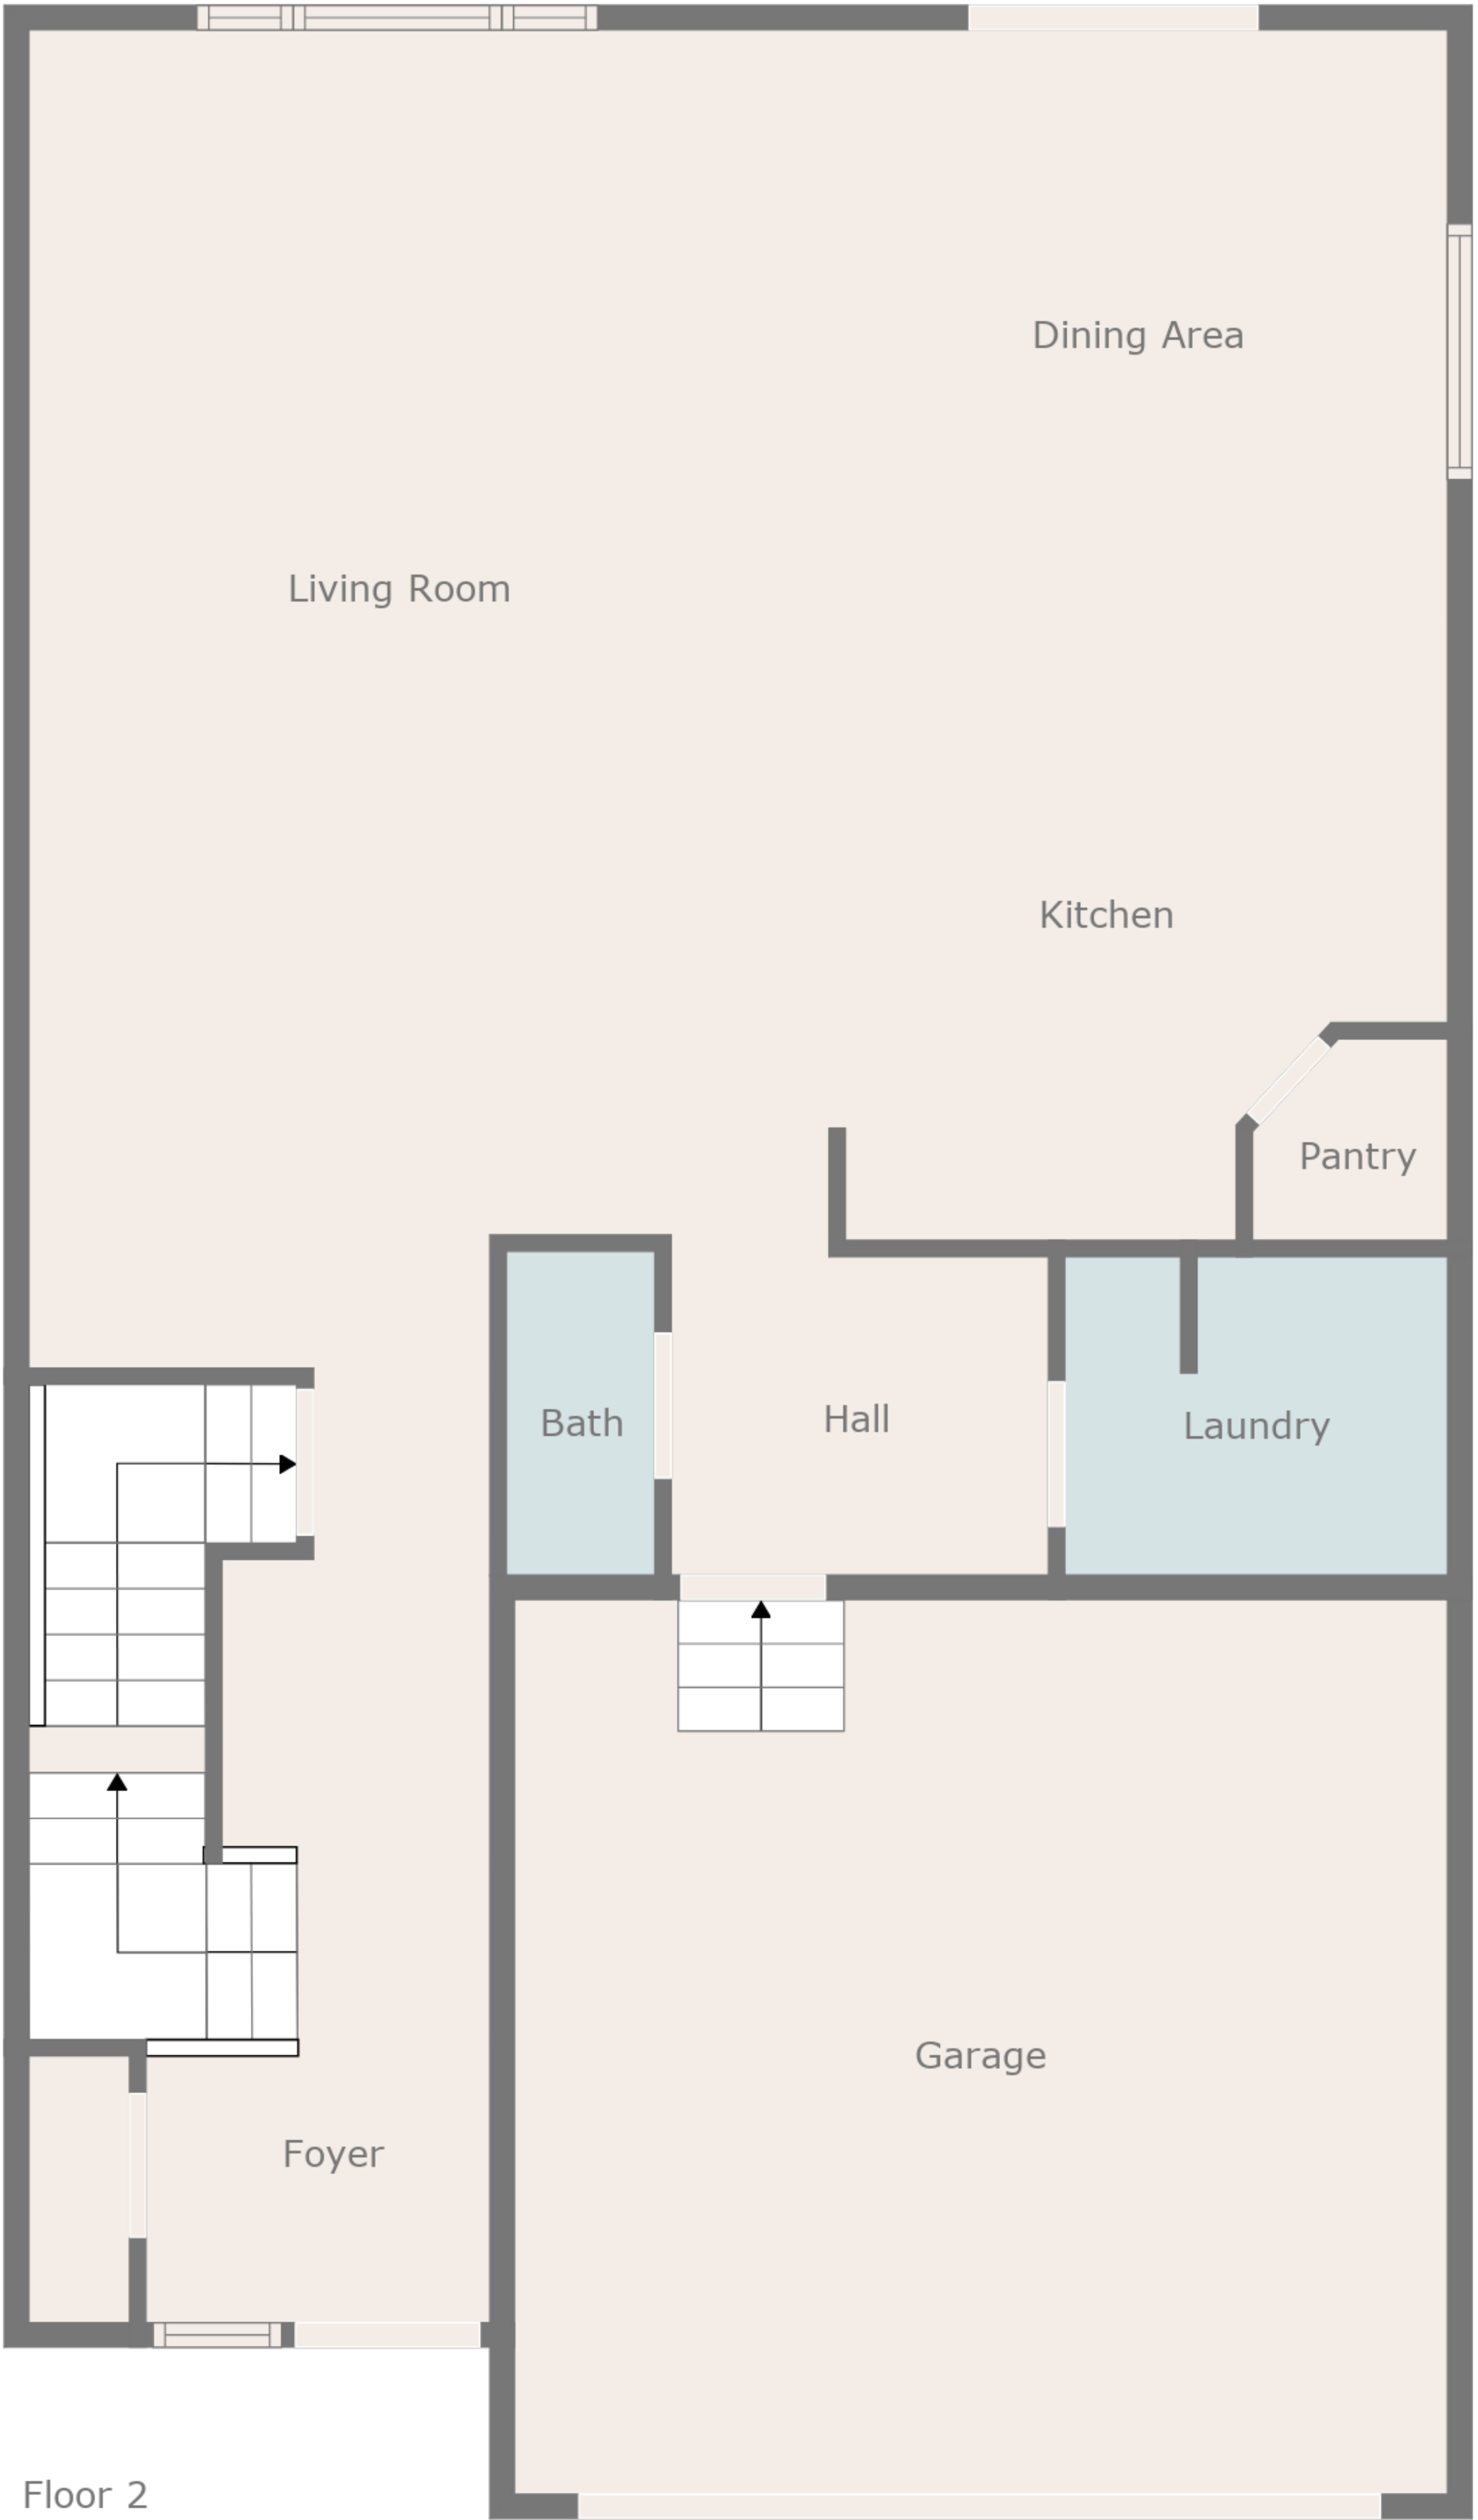 Dining Area
Living Room
Kitchen
Pantry
Bath
Hall
Laundry
Garage
Foyer
Floor 2